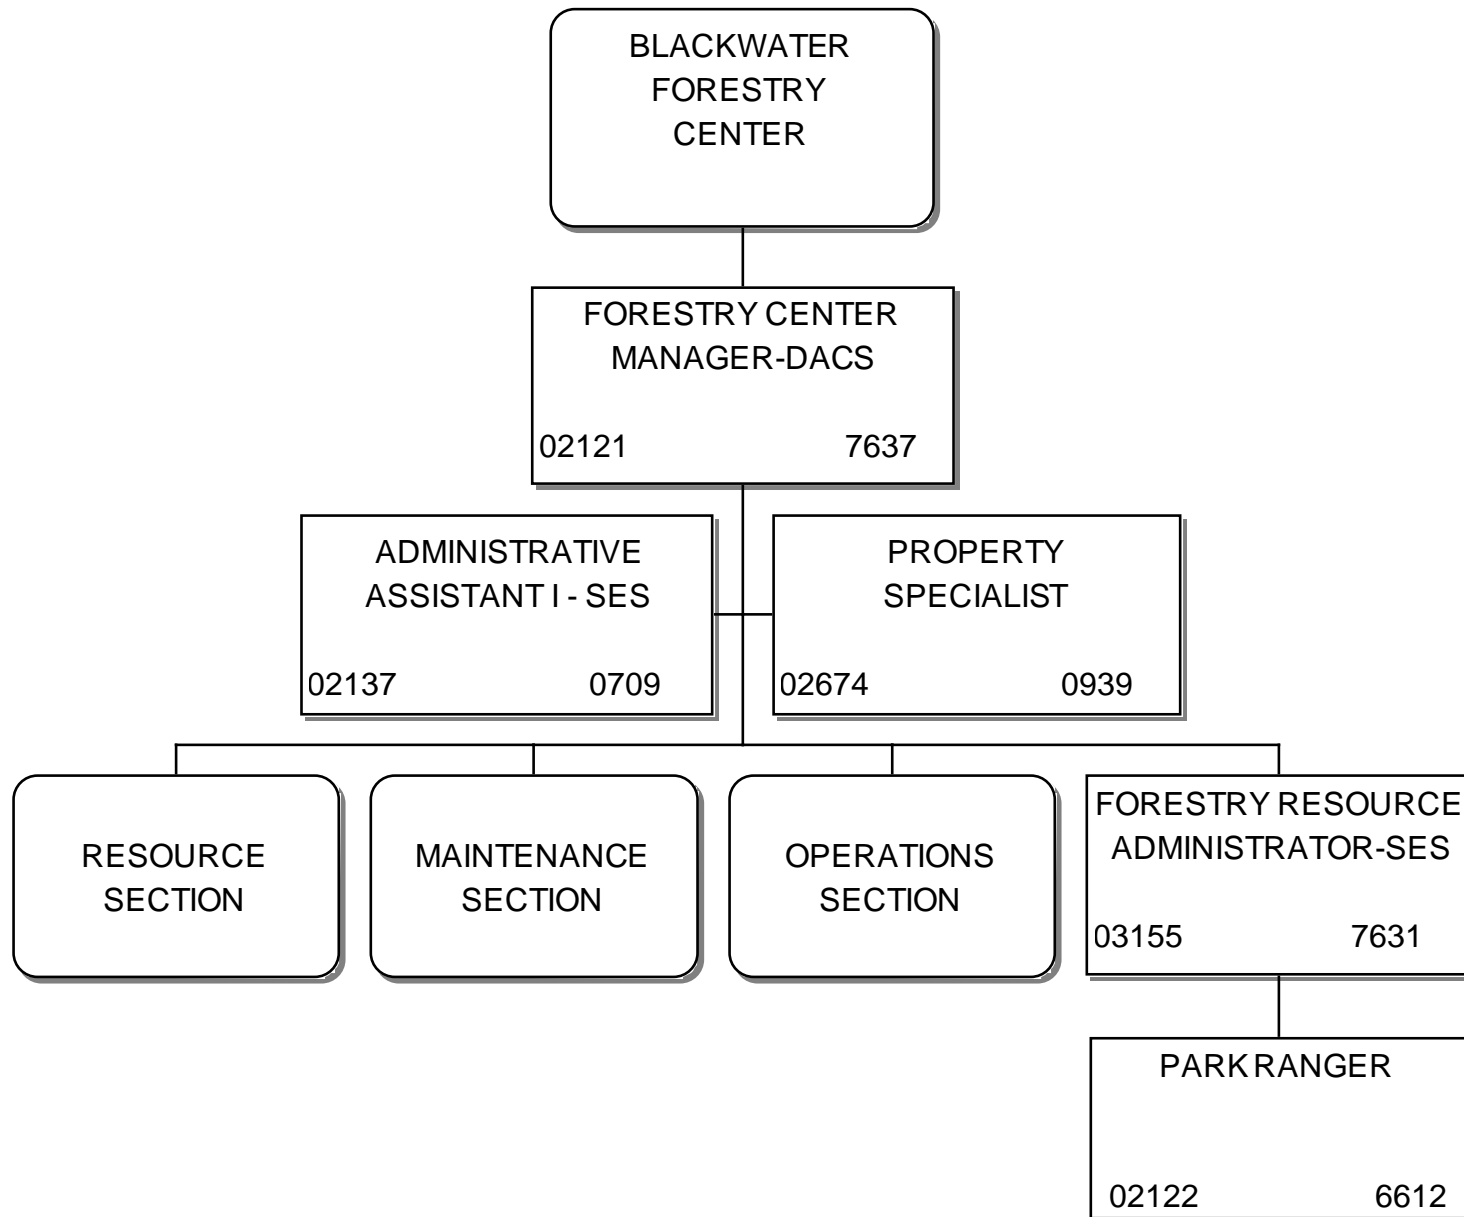 BLACKWATER
FORESTRY
CENTER
FORESTRY CENTER
MANAGER-DACS
02121 7637
ADMINISTRATIVE
ASSISTANT I - SES
02137 0709
PROPERTY
SPECIALIST
02674 0939
RESOURCE
SECTION
MAINTENANCE
SECTION
OPERATIONS
SECTION
FORESTRY RESOURCE
ADMINISTRATOR-SES
03155 7631
PARK RANGER
02122 6612